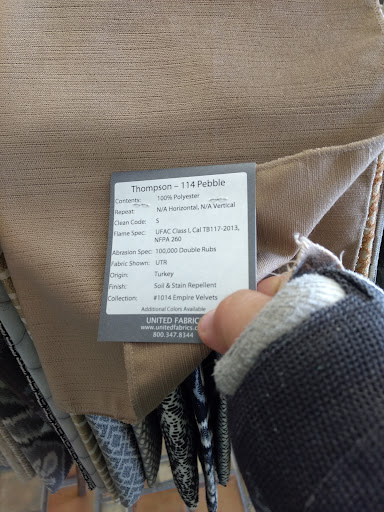 Thompson – 114 Pebble
Contents: 100% Polyester
Repeat: N/A Horizontal, N/A Vertical
Clean Code: S
Flame Spec: UFAC Class I, Cal TB117-2013,
NFPA 260
Abrasion Spec: 100,000 Double Rubs
Fabric Shown: UTR
Origin: Turkey
Finish: Soil & Stain Repellent
Collection: #1014 Empire Velvets
Additional Colors Available
UNITED FABRICS
www.unitedfabrics.c
800.347.8344